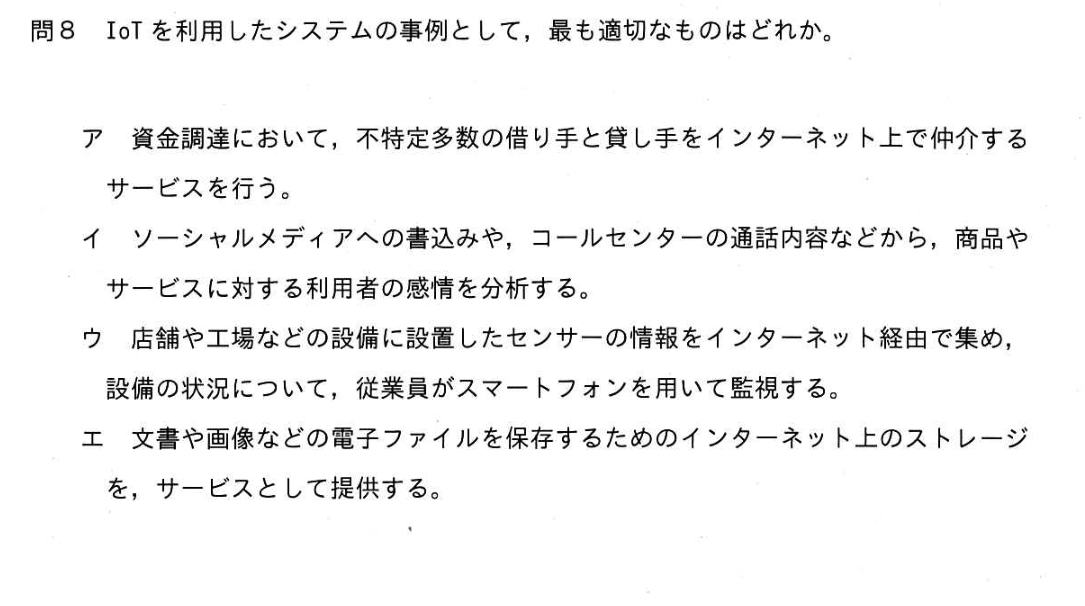 問8 IoTを利用したシステムの事例として，最も適切なものはどれか。
ア 資金調達において，不特定多数の借り手と貸し手をインターネット上で仲介する
サービスを行う。
イ ソーシャルメディアへの書込みや，コールセンターの通話内容などから，商品や
サービスに対する利用者の感情を分析する。
ウ 店舗や工場などの設備に設置したセンサーの情報をインターネット経由で集め，
設備の状況について，従業員がスマートフォンを用いて監視する。
エ 文書や画像などの電子ファイルを保存するためのインターネット上のストレージ
を，サービスとして提供する。